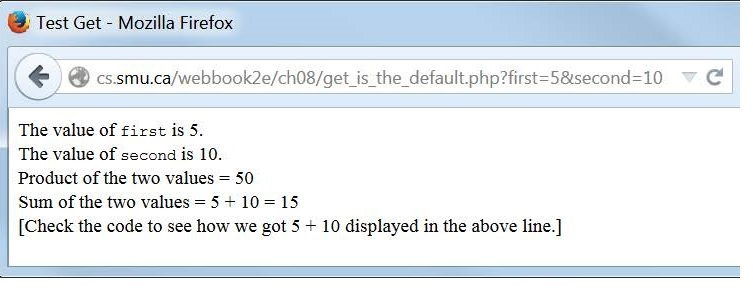 Test Get - Mozilla Firefox
cs.smu.ca/webbook2e/ch08/get_is_the_default.php?first=5&second=10
The value of first is 5.
The value of second is 10.
Product of the two values = 50
Sum of the two values = 5 + 10 = 15
[Check the code to see how we got 5 + 10 displayed in the above line.]